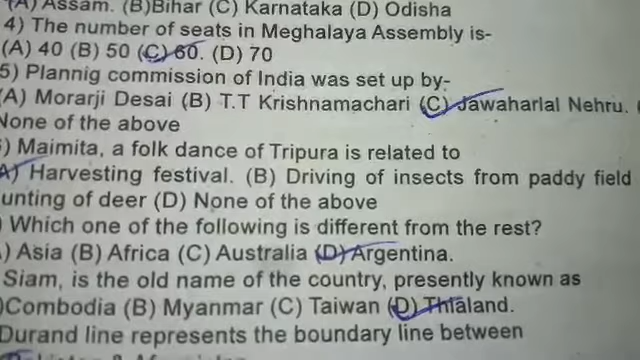 (A) Assam. (B)Bihar (C) Karnataka (D) Odisha
4) The number of seats in Meghalaya Assembly is-
(A) 40 (B) 50 (C) 60. (D) 70
5) Plannig commission of India was set up by-
(A) Morarji Desai (B) T.T Krishnamachari (C) Jawaharlal Nehru. (
None of the above
) Maimita, a folk dance of Tripura is related to
A) Harvesting festival. (B) Driving of insects from paddy field
unting of deer (D) None of the above
) Which one of the following is different from the rest?
) Asia (B) Africa (C) Australia (D) Argentina.
Siam, is the old name of the country, presently known as
)Combodia (B) Myanmar (C) Taiwan (D) Thialand.
Durand line represents the boundary line between